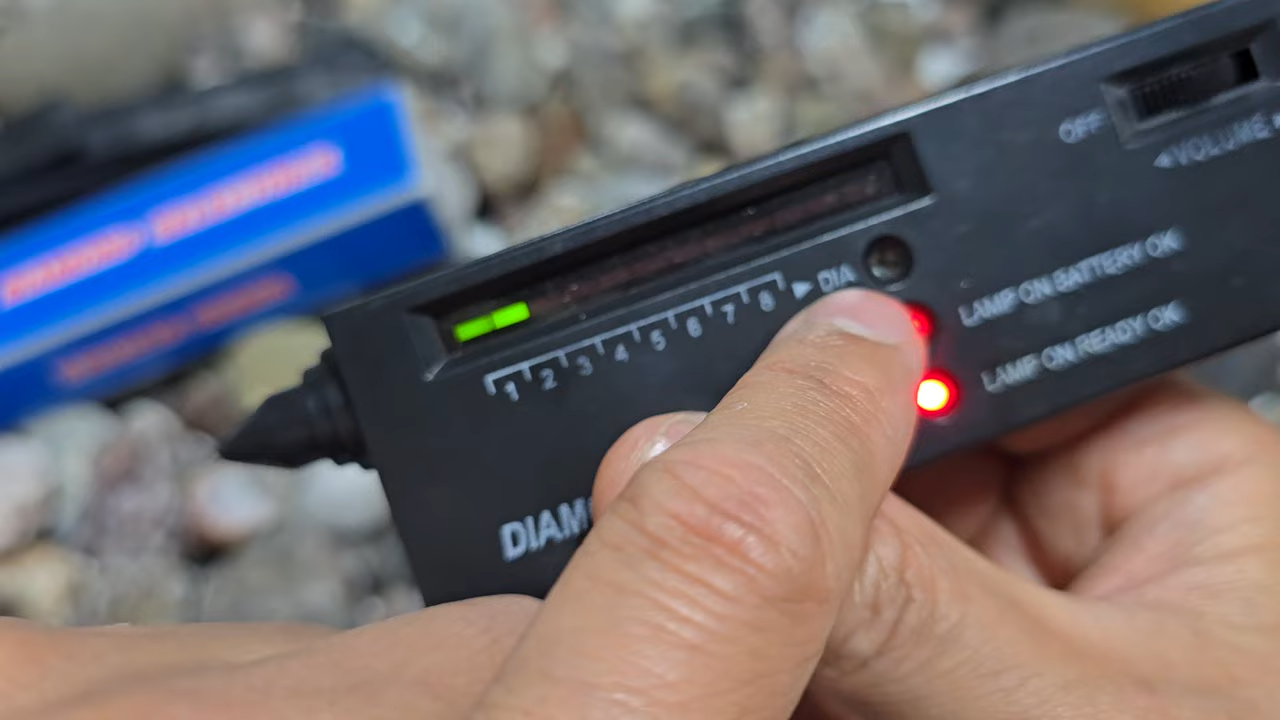 OFF
◄VOLUME
1 2 3 4 5 6 7 8 ►DIA
LAMP ON BATTERY OK
LAMP ON READY OK
DIAM